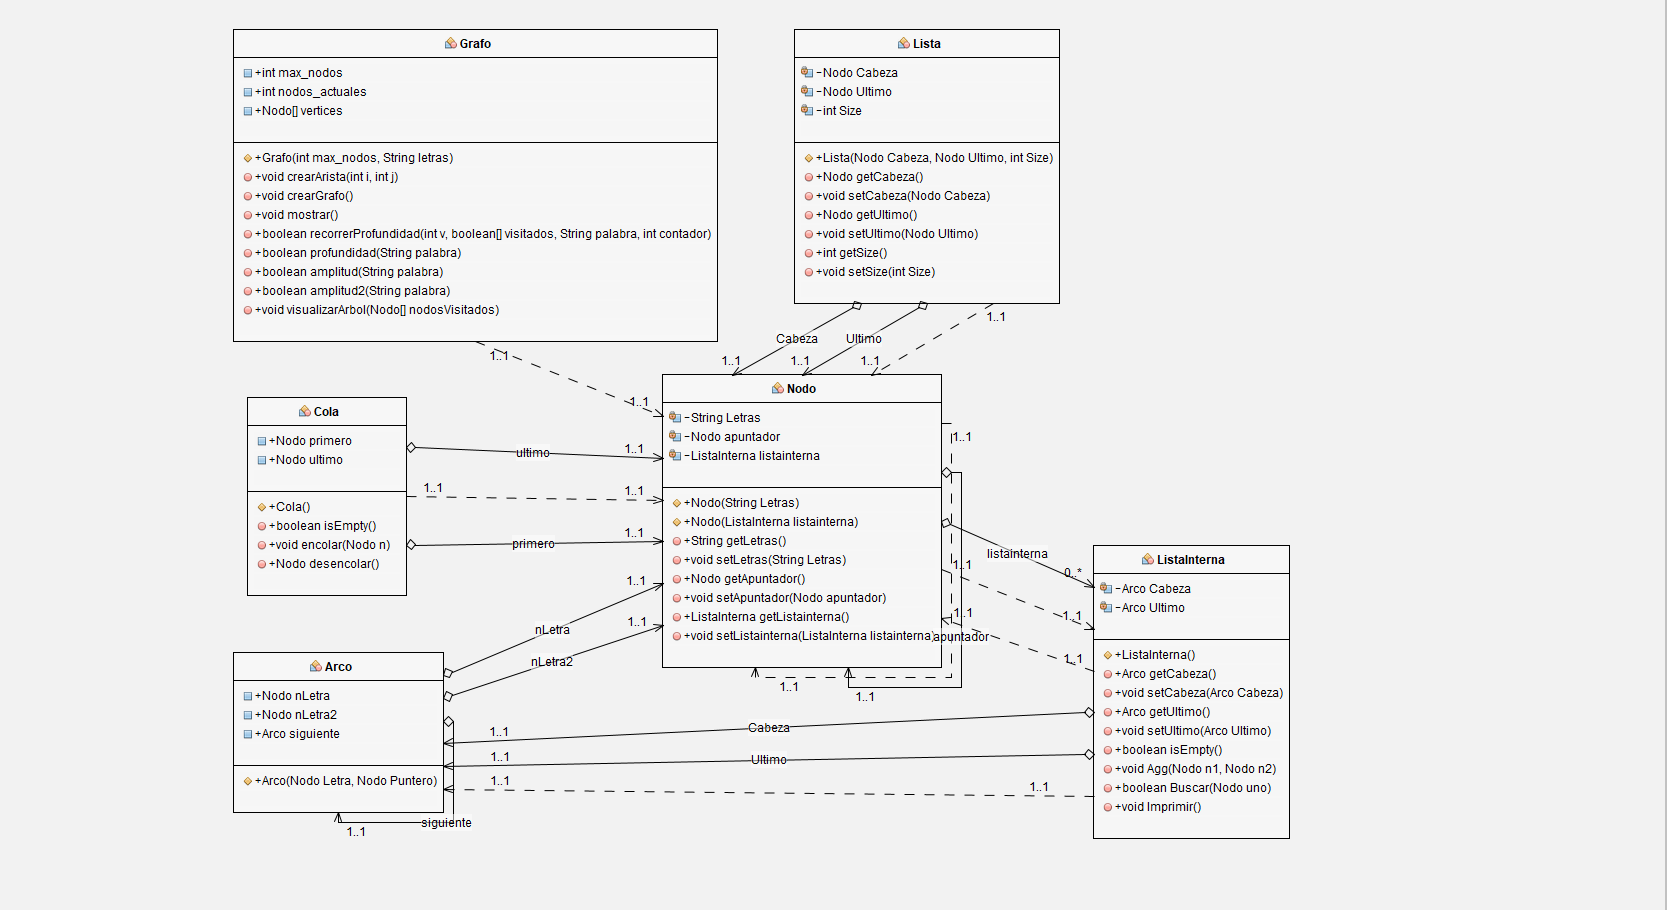 Grafo
+int max_nodos
+int nodos_actuales
+Nodo[] vertices
+Grafo(int max_nodos, String letras)
+void crearArista(int i, int j)
+void crearGrafo()
+void mostrar()
+boolean recorrerProfundidad(int v, boolean[] visitados, String palabra, int contador)
+boolean profundidad(String palabra)
+boolean amplitud(String palabra)
+boolean amplitud2(String palabra)
+void visualizarArbol(Nodo[] nodosVisitados)
Lista
-Nodo Cabeza
-Nodo Ultimo
-int Size
+Lista(Nodo Cabeza, Nodo Ultimo, int Size)
+Nodo getCabeza()
+void setCabeza(Nodo Cabeza)
+Nodo getUltimo()
+void setUltimo(Nodo Ultimo)
+int getSize()
+void setSize(int Size)
1..1
Cabeza
Ultimo
1..1
1..1
1..1
1..1
1..1
Cola
+Nodo primero
+Nodo ultimo
+Cola()
+boolean isEmpty()
+void encolar(Nodo n)
+Nodo desencolar()
ultimo
1..1
1..1
1..1
primero
1..1
Nodo
-String Letras
-Nodo apuntador
-ListaInterna listainterna
+Nodo(String Letras)
+Nodo(ListaInterna listainterna)
+String getLetras()
+void setLetras(String Letras)
+Nodo getApuntador()
+void setApuntador(Nodo apuntador)
+ListaInterna getListainterna()
+void setListainterna(ListaInterna listainterna)
1..1
apuntador
1..1
1..1
listainterna
0..*
1..1
1..1
1..1
1..1
ListaInterna
-Arco Cabeza
-Arco Ultimo
+ListaInterna()
+Arco getCabeza()
+void setCabeza(Arco Cabeza)
+Arco getUltimo()
+void setUltimo(Arco Ultimo)
+boolean isEmpty()
+void Agg(Nodo n1, Nodo n2)
+boolean Buscar(Nodo uno)
+void Imprimir()
1..1
nLetra
1..1
nLetra2
Arco
+Nodo nLetra
+Nodo nLetra2
+Arco siguiente
+Arco(Nodo Letra, Nodo Puntero)
1..1
Cabeza
1..1
Ultimo
1..1
1..1
siguiente
1..1